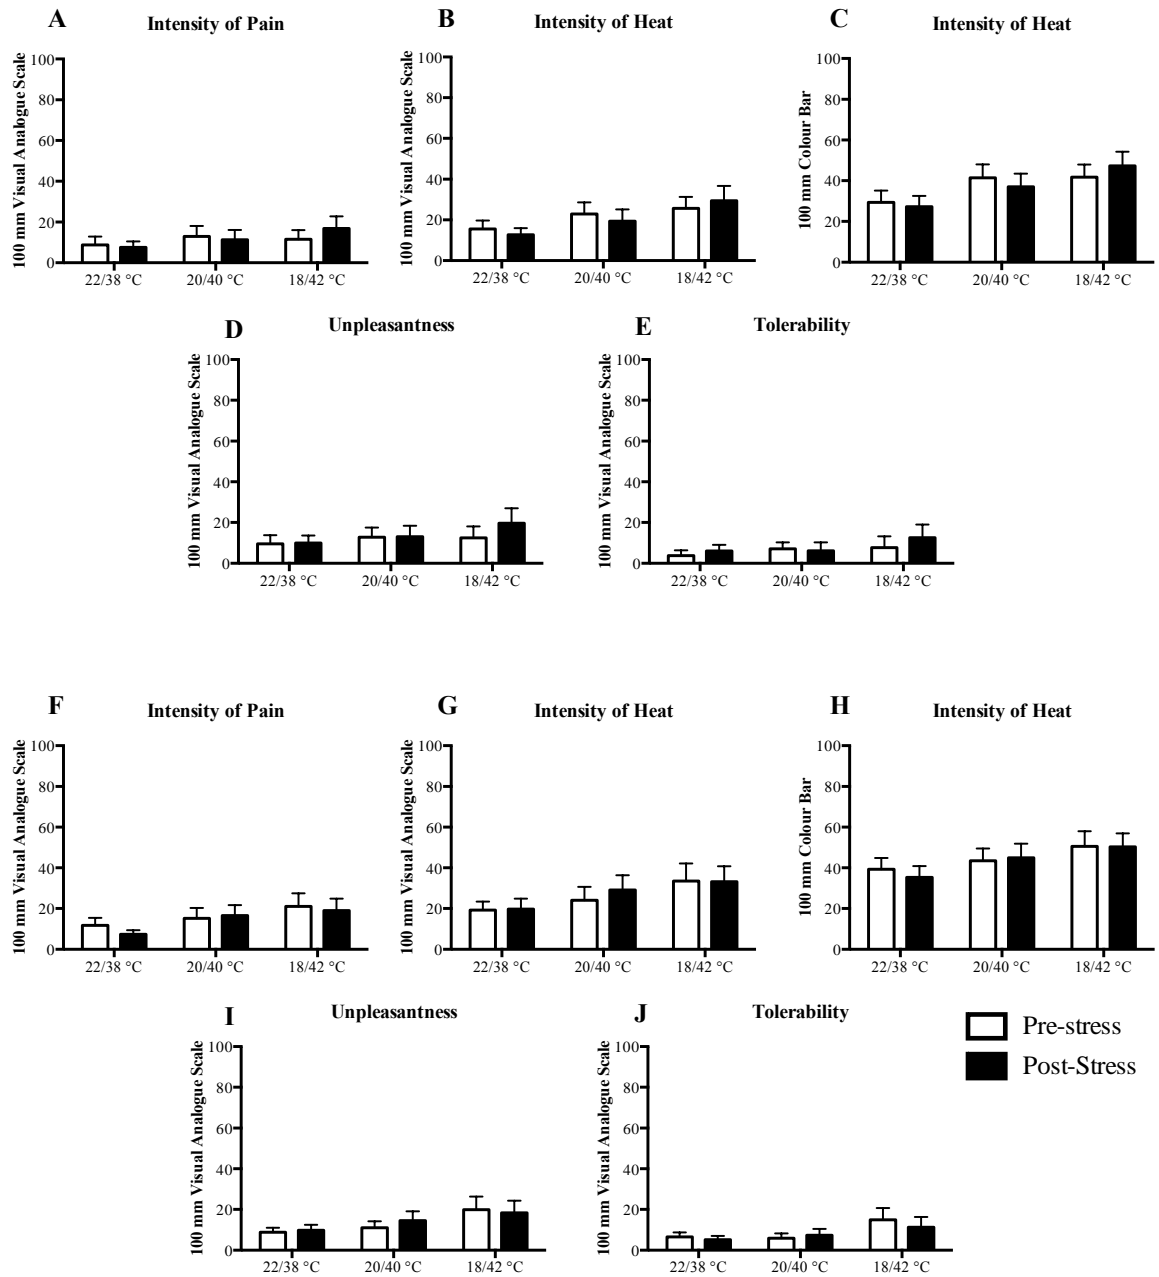 A
Intensity of Pain
100 mm Visual Analogue Scale
100
80
60
40
20
0
22/38 °C
20/40 °C
18/42 °C
B
Intensity of Heat
100 mm Visual Analogue Scale
100
80
60
40
20
0
22/38 °C
20/40 °C
18/42 °C
C
Intensity of Heat
100 mm Colour Bar
100
80
60
40
20
0
22/38 °C
20/40 °C
18/42 °C
D
Unpleasantness
100 mm Visual Analogue Scale
100
80
60
40
20
0
22/38 °C
20/40 °C
18/42 °C
E
Tolerability
100 mm Visual Analogue Scale
100
80
60
40
20
0
22/38 °C
20/40 °C
18/42 °C
F
Intensity of Pain
100 mm Visual Analogue Scale
100
80
60
40
20
0
22/38 °C
20/40 °C
18/42 °C
G
Intensity of Heat
100 mm Visual Analogue Scale
100
80
60
40
20
0
22/38 °C
20/40 °C
18/42 °C
H
Intensity of Heat
100 mm Colour Bar
100
80
60
40
20
0
22/38 °C
20/40 °C
18/42 °C
I
Unpleasantness
100 mm Visual Analogue Scale
100
80
60
40
20
0
22/38 °C
20/40 °C
18/42 °C
J
Tolerability
100 mm Visual Analogue Scale
100
80
60
40
20
0
22/38 °C
20/40 °C
18/42 °C
Pre-stress
Post-Stress